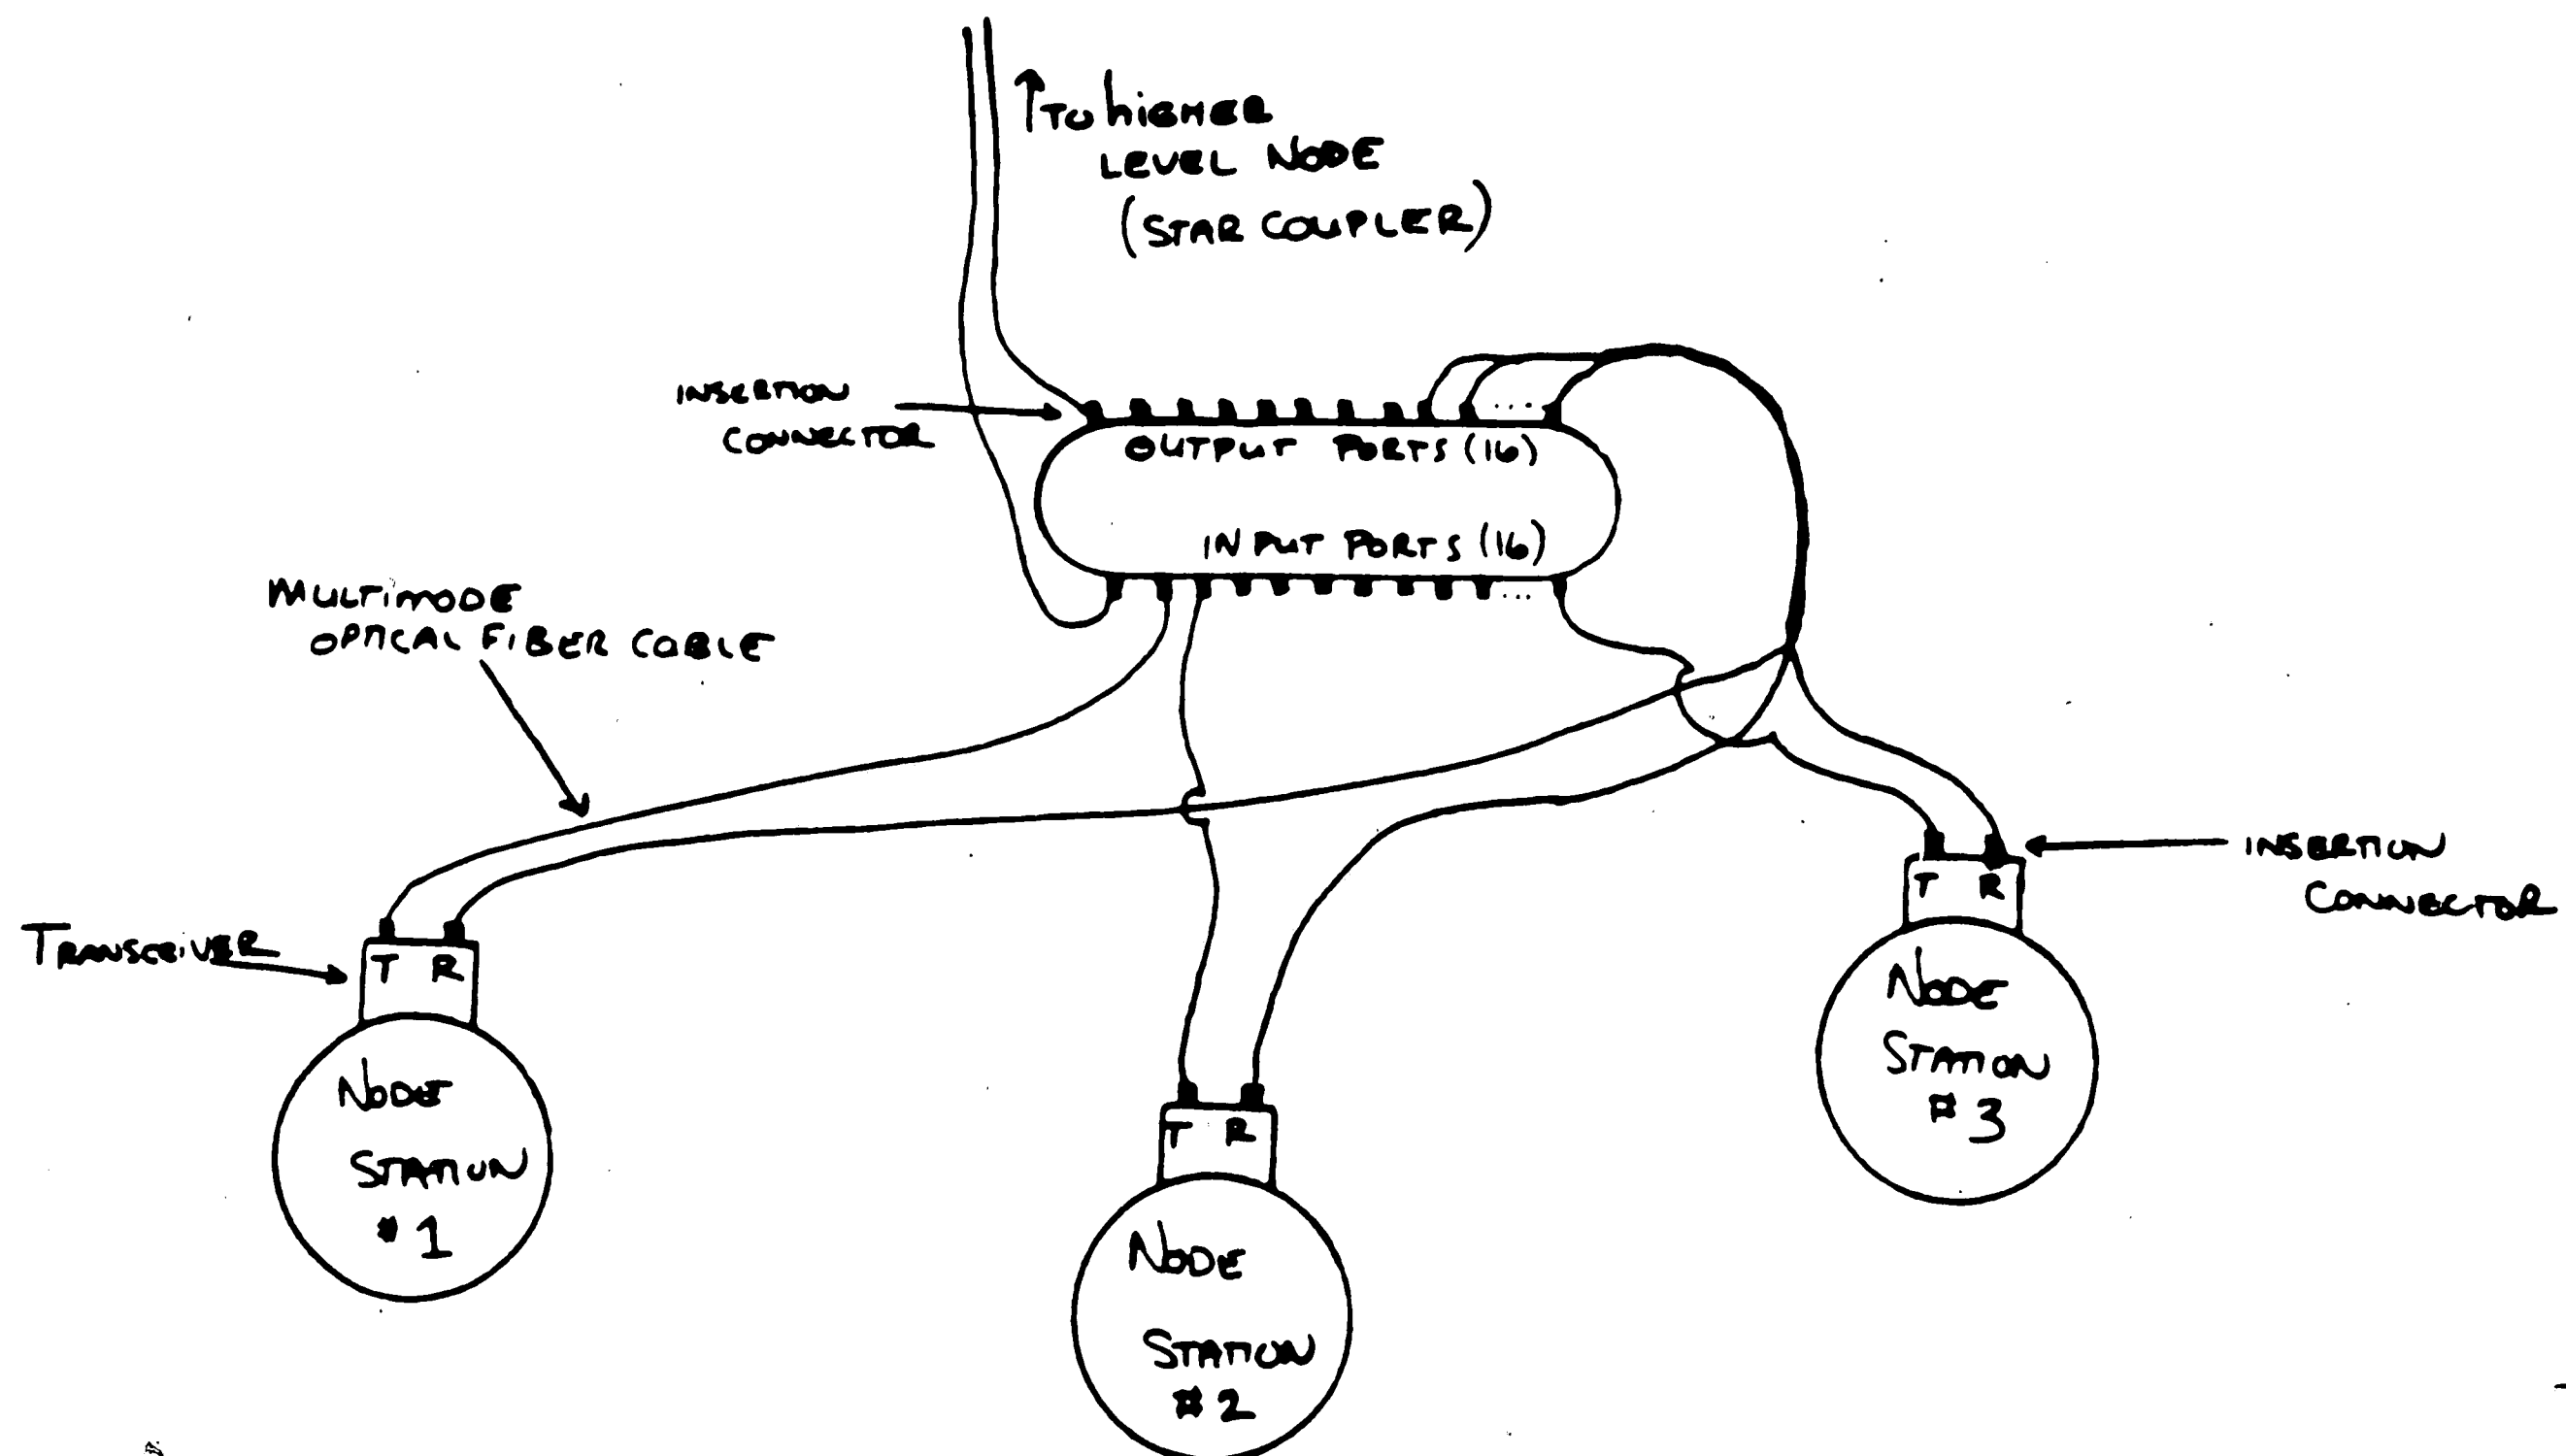 ↑TO higHER
LEVEL NODE
(STAR COUPLER)
INSERTION
CONNECTOR
OUTPUT PORTS (16)
INPUT PORTS (16)
MULTIMODE
OPTICAL FIBER CABLE
TRANSCEIVER
T R
NODE
STATION
#1
T R
NODE
STATION
#2
T R
NODE
STATION
#3
INSERTION
CONNECTOR